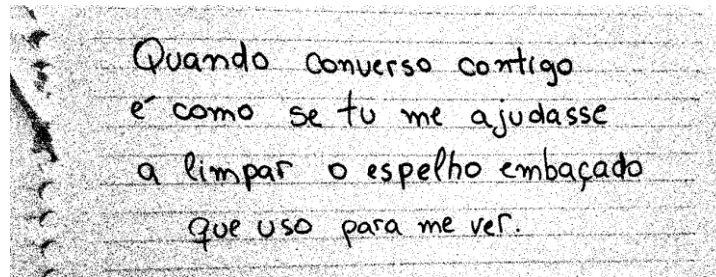 Quando converso contigo
é como se tu me ajudasse
a limpar o espelho embaçado
que uso para me ver.